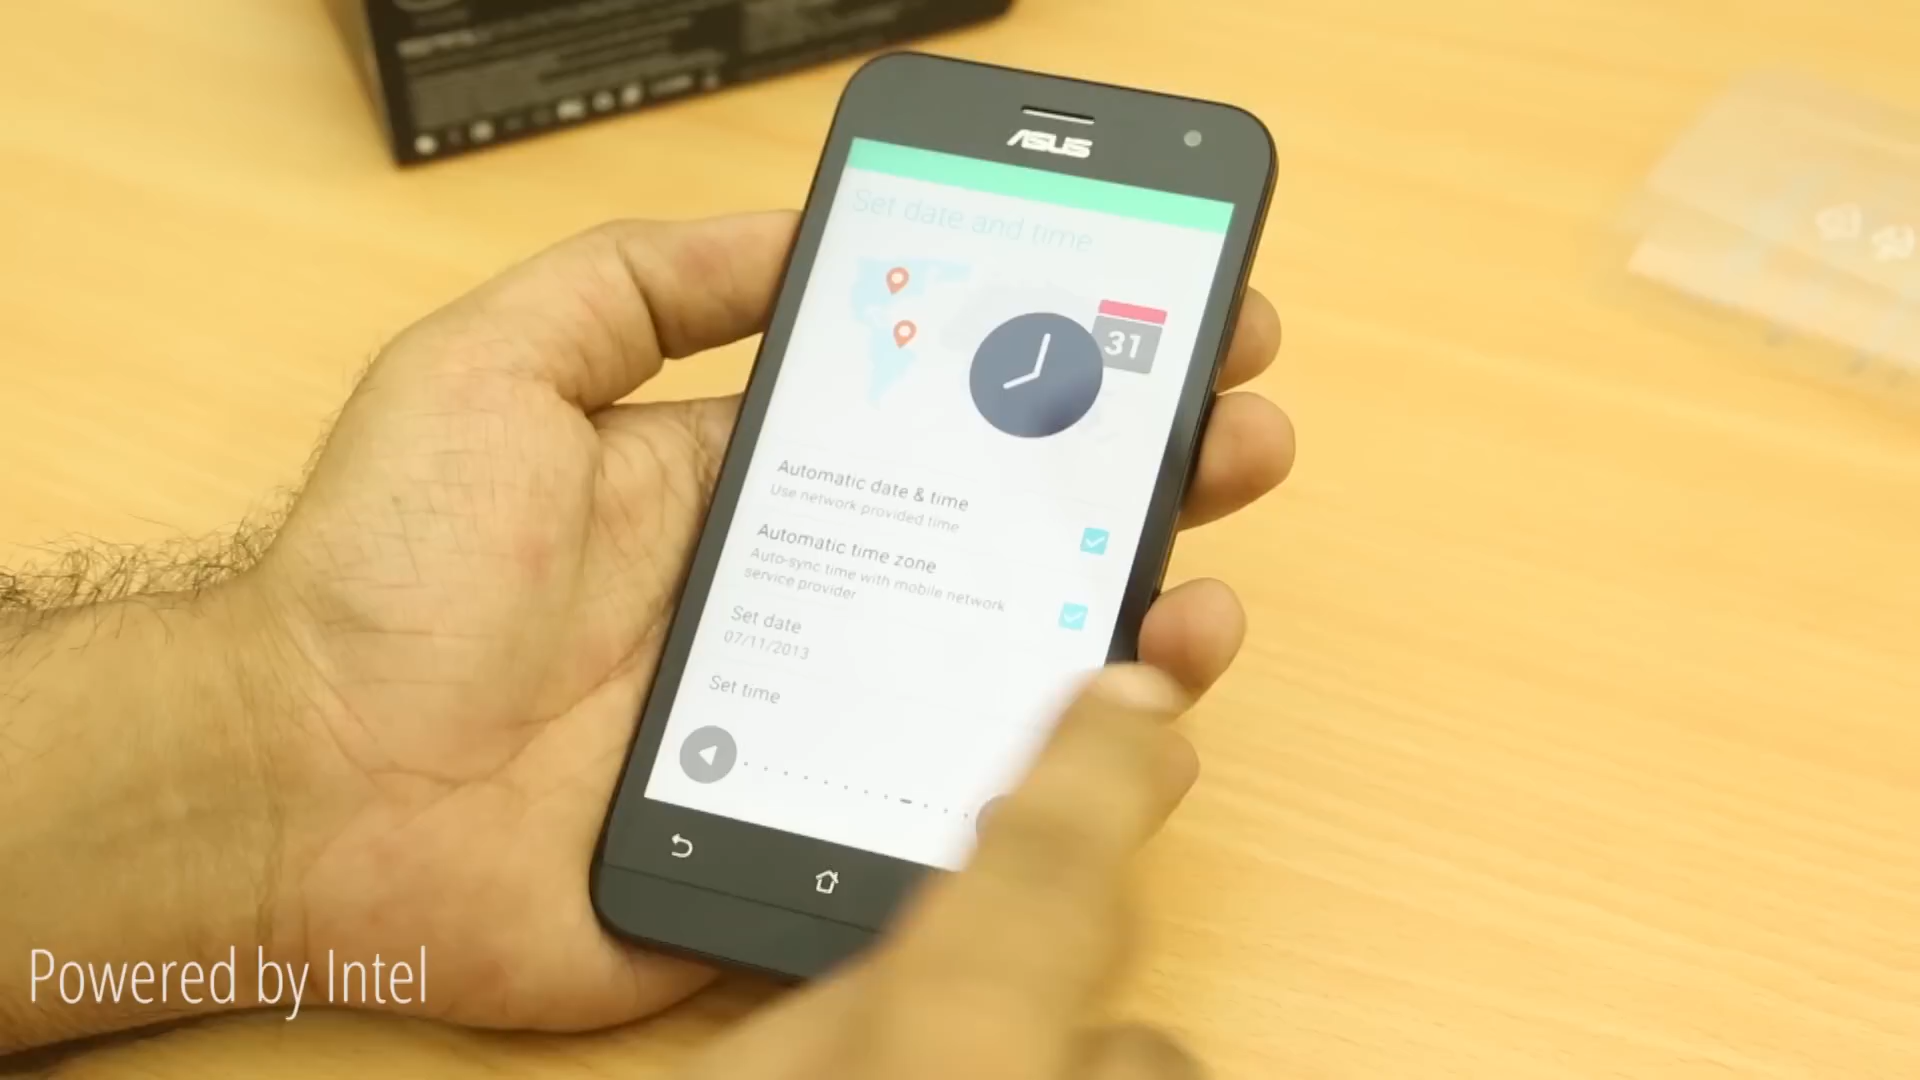 ASUS
Set date and time
31
Automatic date & time
Use network provided time
Automatic time zone
Auto-sync time with mobile network
service provider
Set date
07/11/2013
Set time
Powered by Intel